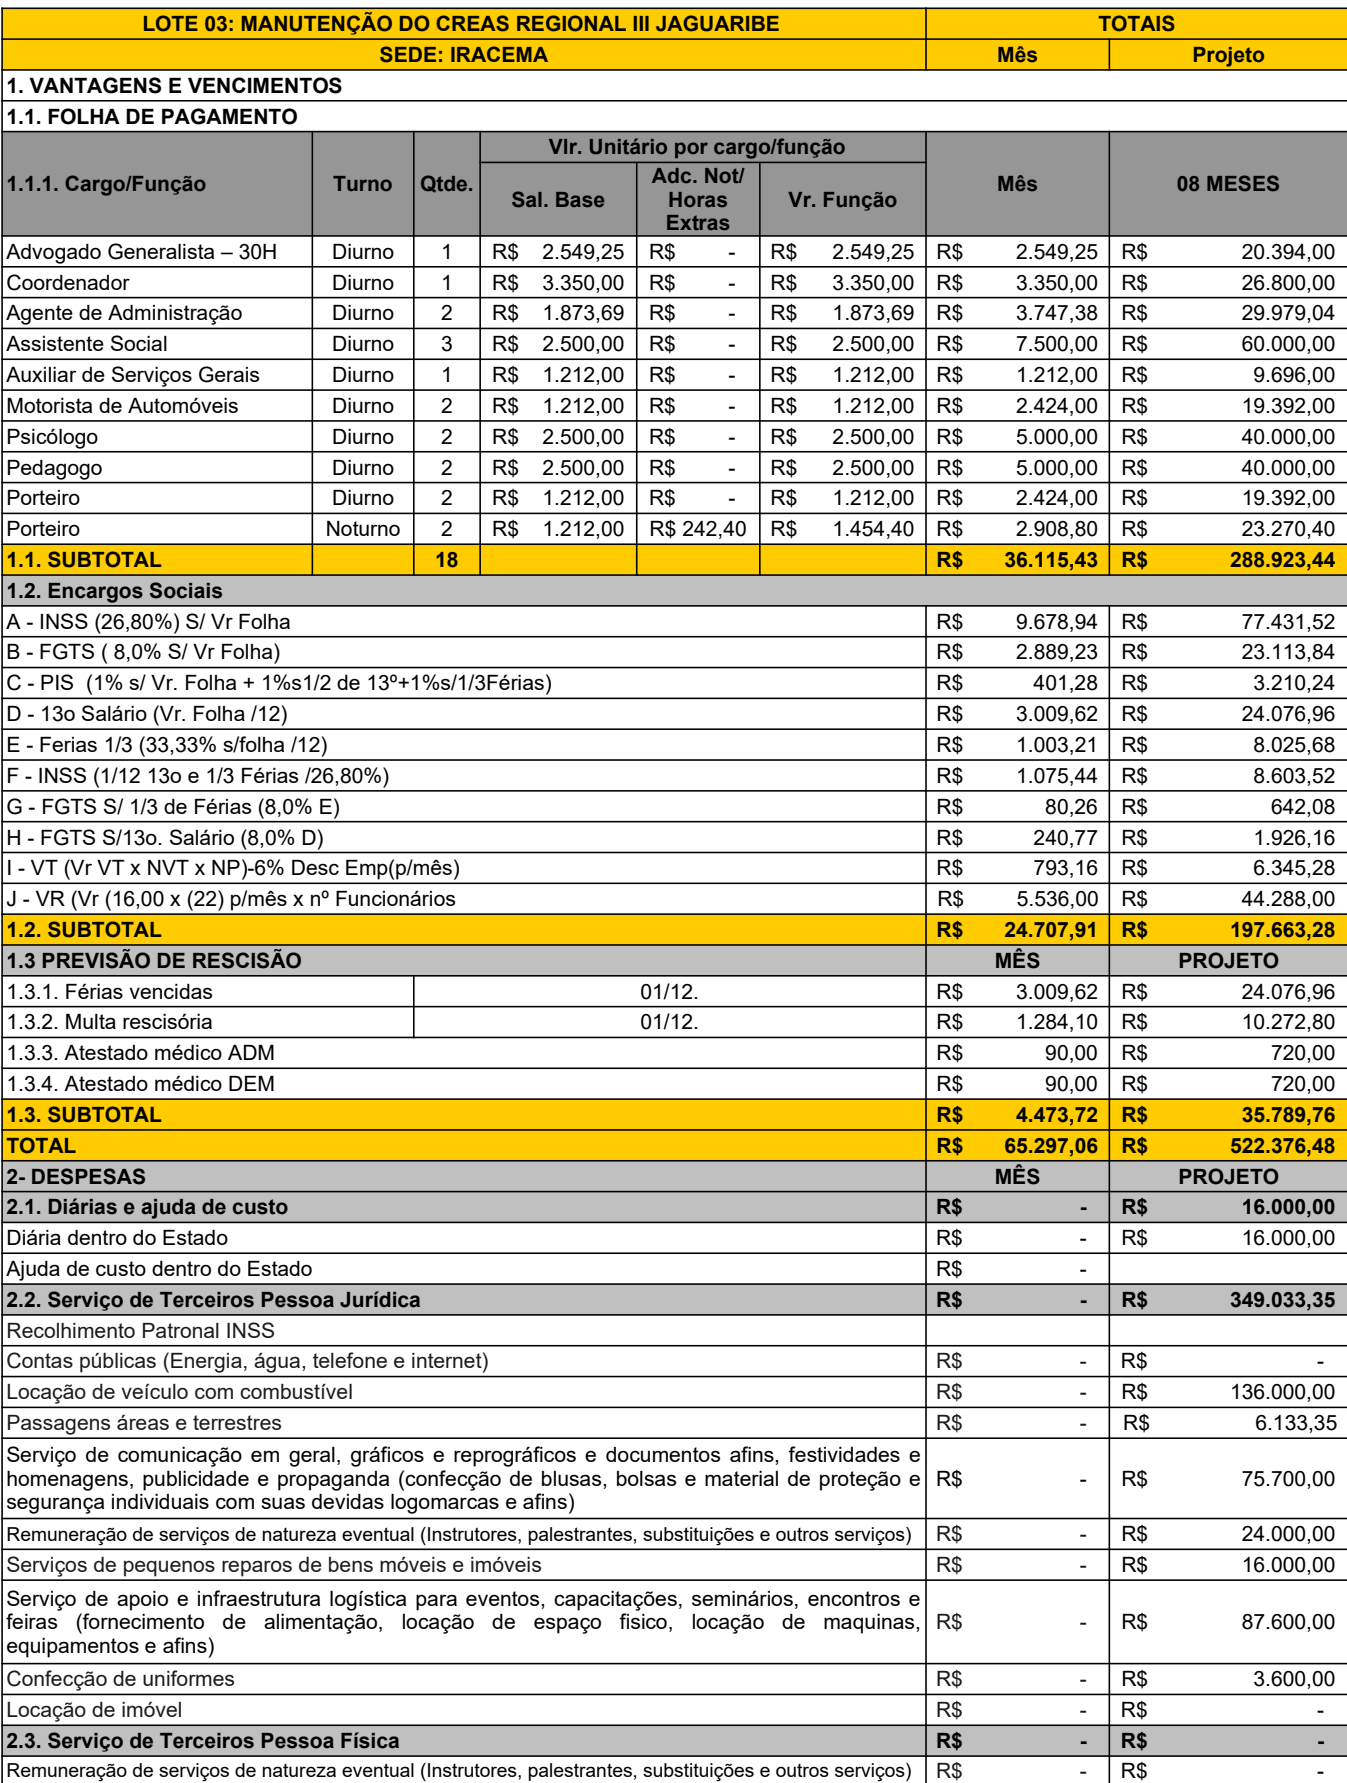 LOTE 03: MANUTENÇÃO DO CREAS REGIONAL III JAGUARIBE TOTAIS
SEDE: IRACEMA Mês Projeto
1. VANTAGENS E VENCIMENTOS
1.1. FOLHA DE PAGAMENTO
1.1.1. Cargo/Função Turno Qtde. Vlr. Unitário por cargo/função Mês 08 MESES
Sal. Base Adc. Not/ Horas Extras Vr. Função
Advogado Generalista – 30H Diurno 1 R$ 2.549,25 R$ - R$ 2.549,25 R$ 2.549,25 R$ 20.394,00
Coordenador Diurno 1 R$ 3.350,00 R$ - R$ 3.350,00 R$ 3.350,00 R$ 26.800,00
Agente de Administração Diurno 2 R$ 1.873,69 R$ - R$ 1.873,69 R$ 3.747,38 R$ 29.979,04
Assistente Social Diurno 3 R$ 2.500,00 R$ - R$ 2.500,00 R$ 7.500,00 R$ 60.000,00
Auxiliar de Serviços Gerais Diurno 1 R$ 1.212,00 R$ - R$ 1.212,00 R$ 1.212,00 R$ 9.696,00
Motorista de Automóveis Diurno 2 R$ 1.212,00 R$ - R$ 1.212,00 R$ 2.424,00 R$ 19.392,00
Psicólogo Diurno 2 R$ 2.500,00 R$ - R$ 2.500,00 R$ 5.000,00 R$ 40.000,00
Pedagogo Diurno 2 R$ 2.500,00 R$ - R$ 2.500,00 R$ 5.000,00 R$ 40.000,00
Porteiro Diurno 2 R$ 1.212,00 R$ - R$ 1.212,00 R$ 2.424,00 R$ 19.392,00
Porteiro Noturno 2 R$ 1.212,00 R$ 242,40 R$ 1.454,40 R$ 2.908,80 R$ 23.270,40
1.1. SUBTOTAL 18 R$ 36.115,43 R$ 288.923,44
1.2. Encargos Sociais
A - INSS (26,80%) S/ Vr Folha R$ 9.678,94 R$ 77.431,52
B - FGTS ( 8,0% S/ Vr Folha) R$ 2.889,23 R$ 23.113,84
C - PIS (1% s/ Vr. Folha + 1%s1/2 de 13º+1%s/1/3Férias) R$ 401,28 R$ 3.210,24
D - 13o Salário (Vr. Folha /12) R$ 3.009,62 R$ 24.076,96
E - Ferias 1/3 (33,33% s/folha /12) R$ 1.003,21 R$ 8.025,68
F - INSS (1/12 13o e 1/3 Férias /26,80%) R$ 1.075,44 R$ 8.603,52
G - FGTS S/ 1/3 de Férias (8,0% E) R$ 80,26 R$ 642,08
H - FGTS S/13o. Salário (8,0% D) R$ 240,77 R$ 1.926,16
I - VT (Vr VT x NVT x NP)-6% Desc Emp(p/mês) R$ 793,16 R$ 6.345,28
J - VR (Vr (16,00 x (22) p/mês x nº Funcionários R$ 5.536,00 R$ 44.288,00
1.2. SUBTOTAL R$ 24.707,91 R$ 197.663,28
1.3 PREVISÃO DE RESCISÃO MÊS PROJETO
1.3.1. Férias vencidas 01/12. R$ 3.009,62 R$ 24.076,96
1.3.2. Multa rescisória 01/12. R$ 1.284,10 R$ 10.272,80
1.3.3. Atestado médico ADM R$ 90,00 R$ 720,00
1.3.4. Atestado médico DEM R$ 90,00 R$ 720,00
1.3. SUBTOTAL R$ 4.473,72 R$ 35.789,76
TOTAL R$ 65.297,06 R$ 522.376,48
2- DESPESAS MÊS PROJETO
2.1. Diárias e ajuda de custo R$ - R$ 16.000,00
Diária dentro do Estado R$ - R$ 16.000,00
Ajuda de custo dentro do Estado R$ -
2.2. Serviço de Terceiros Pessoa Jurídica R$ - R$ 349.033,35
Recolhimento Patronal INSS
Contas públicas (Energia, água, telefone e internet) R$ - R$ -
Locação de veículo com combustível R$ - R$ 136.000,00
Passagens áreas e terrestres R$ - R$ 6.133,35
Serviço de comunicação em geral, gráficos e reprográficos e documentos afins, festividades e
homenagens, publicidade e propaganda (confecção de blusas, bolsas e material de proteção e R$ - R$ 75.700,00
segurança individuais com suas devidas logomarcas e afins)
Remuneração de serviços de natureza eventual (Instrutores, palestrantes, substituições e outros serviços) R$ - R$ 24.000,00
Serviços de pequenos reparos de bens móveis e imóveis R$ - R$ 16.000,00
Serviço de apoio e infraestrutura logística para eventos, capacitações, seminários, encontros e
feiras (fornecimento de alimentação, locação de espaço fisico, locação de maquinas, R$ - R$ 87.600,00
equipamentos e afins)
Confecção de uniformes R$ - R$ 3.600,00
Locação de imóvel R$ - R$ -
2.3. Serviço de Terceiros Pessoa Física R$ - R$ -
Remuneração de serviços de natureza eventual (Instrutores, palestrantes, substituições e outros serviços) R$ - R$ -